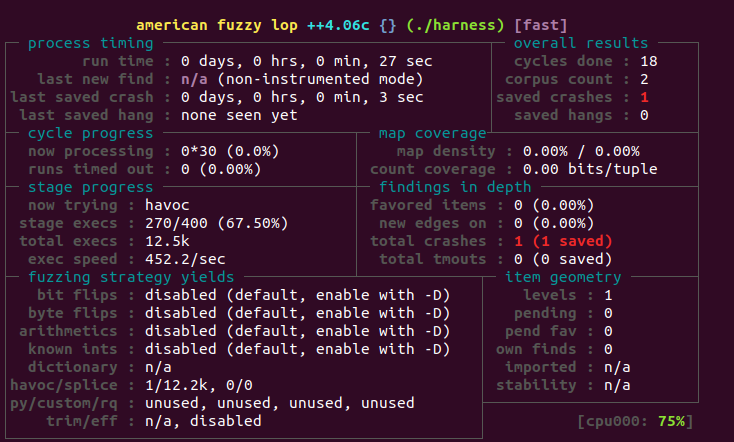 american fuzzy lop ++4.06c {} (./harness) [fast]
process timing overall results
run time : 0 days, 0 hrs, 0 min, 27 sec cycles done : 18
last new find : n/a (non-instrumented mode) corpus count : 2
last saved crash : 0 days, 0 hrs, 0 min, 3 sec saved crashes : 1
last saved hang : none seen yet saved hangs : 0
cycle progress map coverage
now processing : 0*30 (0.0%) map density : 0.00% / 0.00%
runs timed out : 0 (0.00%) count coverage : 0.00 bits/tuple
stage progress findings in depth
now trying : havoc favored items : 0 (0.00%)
stage execs : 270/400 (67.50%) new edges on : 0 (0.00%)
total execs : 12.5k total crashes : 1 (1 saved)
exec speed : 452.2/sec total tmouts : 0 (0 saved)
fuzzing strategy yields item geometry
bit flips : disabled (default, enable with -D) levels : 1
byte flips : disabled (default, enable with -D) pending : 0
arithmetics : disabled (default, enable with -D) pend fav : 0
known ints : disabled (default, enable with -D) own finds : 0
dictionary : n/a imported : n/a
havoc/splice : 1/12.2k, 0/0 stability : n/a
py/custom/rq : unused, unused, unused, unused
trim/eff : n/a, disabled [cpu000: 75%]